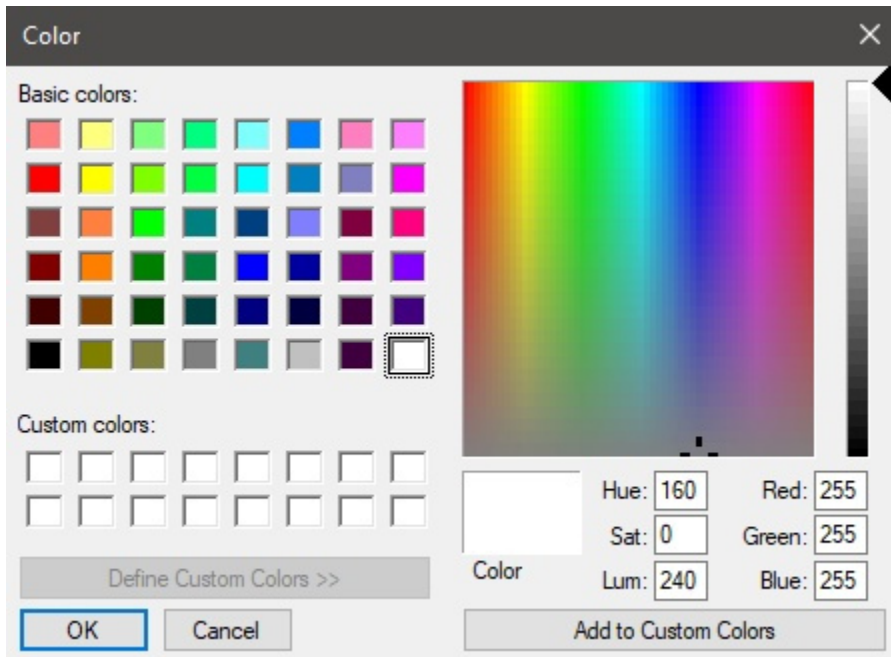 Color
Basic colors:
Custom colors:
Define Custom Colors >>
OK Cancel
Color
Hue: 160 Red: 255
Sat: 0 Green: 255
Lum: 240 Blue: 255
Add to Custom Colors